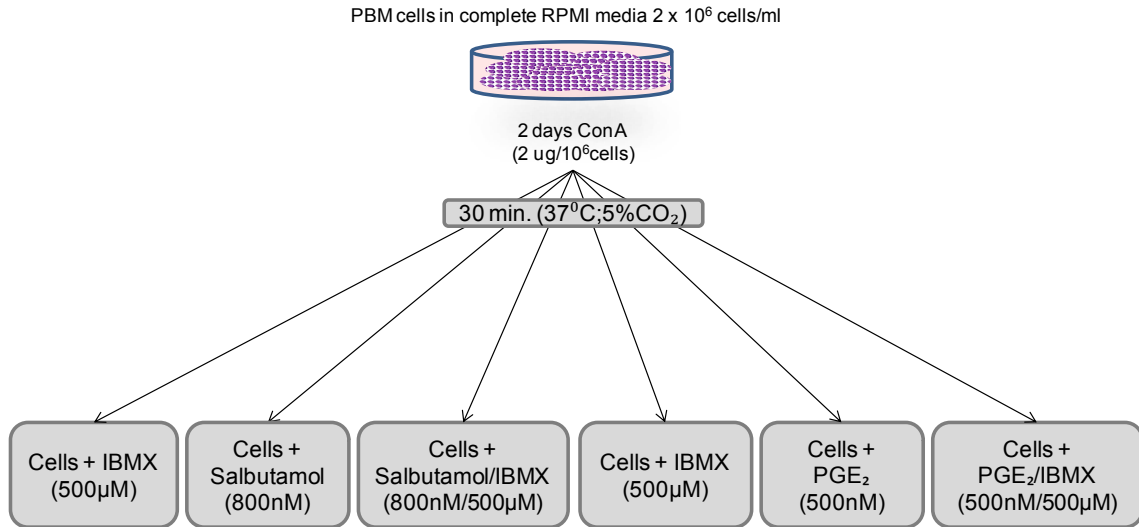 PBM cells in complete RPMI media 2 x 10⁶ cells/ml
2 days ConA
(2 ug/10⁶cells)
30 min. (37⁰C;5%CO₂)
Cells + IBMX
(500µM)
Cells +
Salbutamol
(800nM)
Cells +
Salbutamol/IBMX
(800nM/500µM)
Cells + IBMX
(500µM)
Cells +
PGE₂
(500nM)
Cells +
PGE₂/IBMX
(500nM/500µM)